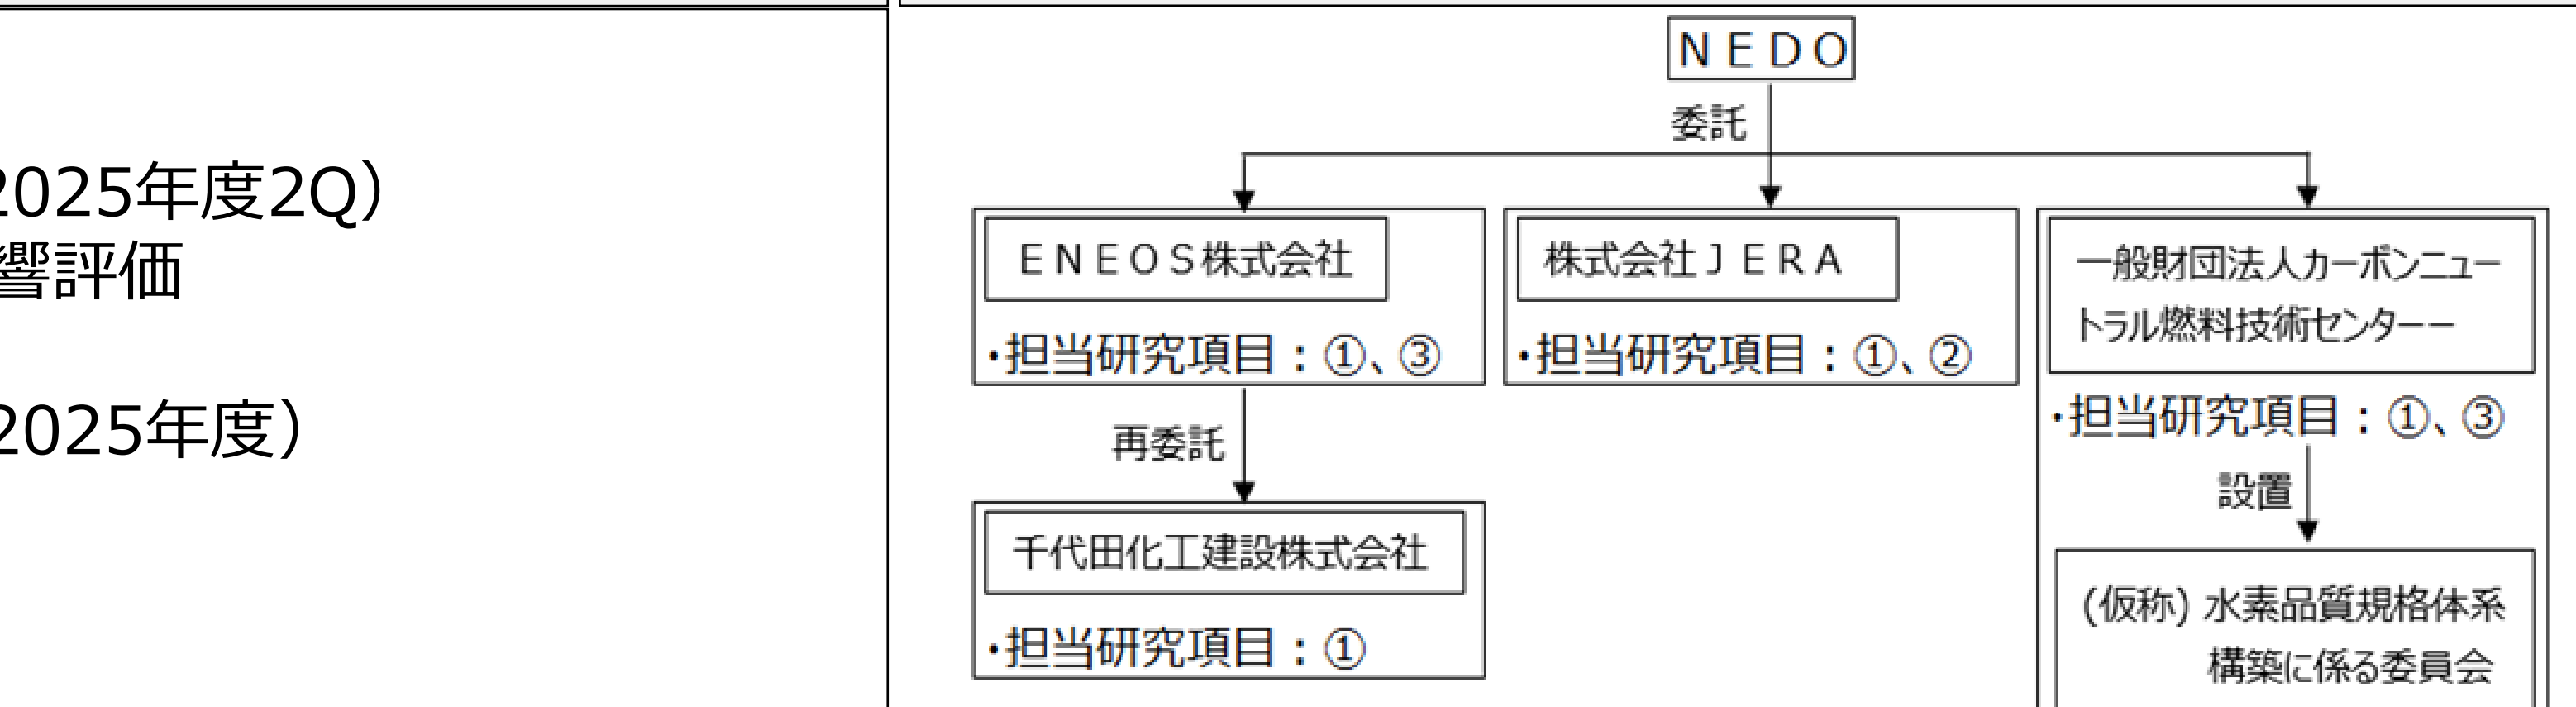 2025年度2Q）
響評価
2025年度）
ＮＥＤＯ
委託
ＥＮＥＯＳ株式会社
・担当研究項目：①、③
再委託
千代田化工建設株式会社
・担当研究項目：①
株式会社ＪＥＲＡ
・担当研究項目：①、②
一般財団法人カーボンニュー
トラル燃料技術センターー
・担当研究項目：①、③
設置
(仮称) 水素品質規格体系
構築に係る委員会